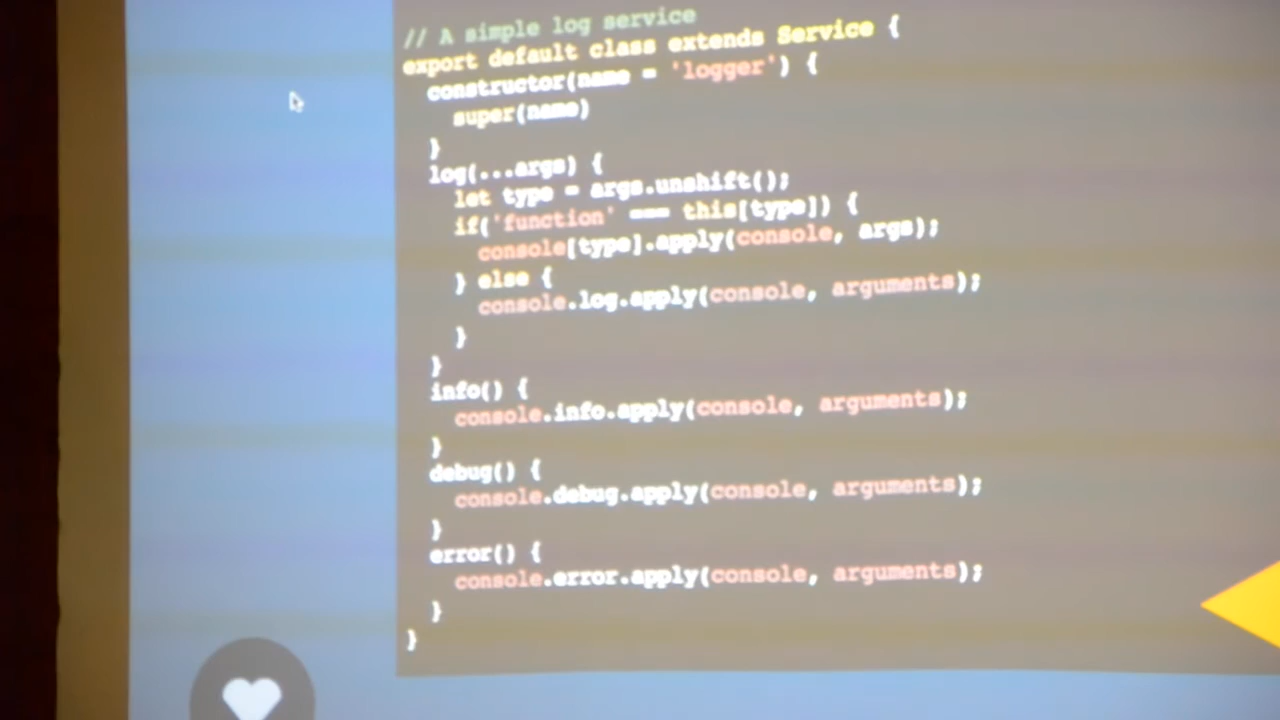 // A simple log service
export default class extends Service {
constructor(name = 'logger') {
super(name)
}
log(...args) {
let type = args.unshift();
if('function' === this[type]) {
console[type].apply(console, args);
} else {
console.log.apply(console, arguments);
}
}
info() {
console.info.apply(console, arguments);
}
debug() {
console.debug.apply(console, arguments);
}
error() {
console.error.apply(console, arguments);
}
}